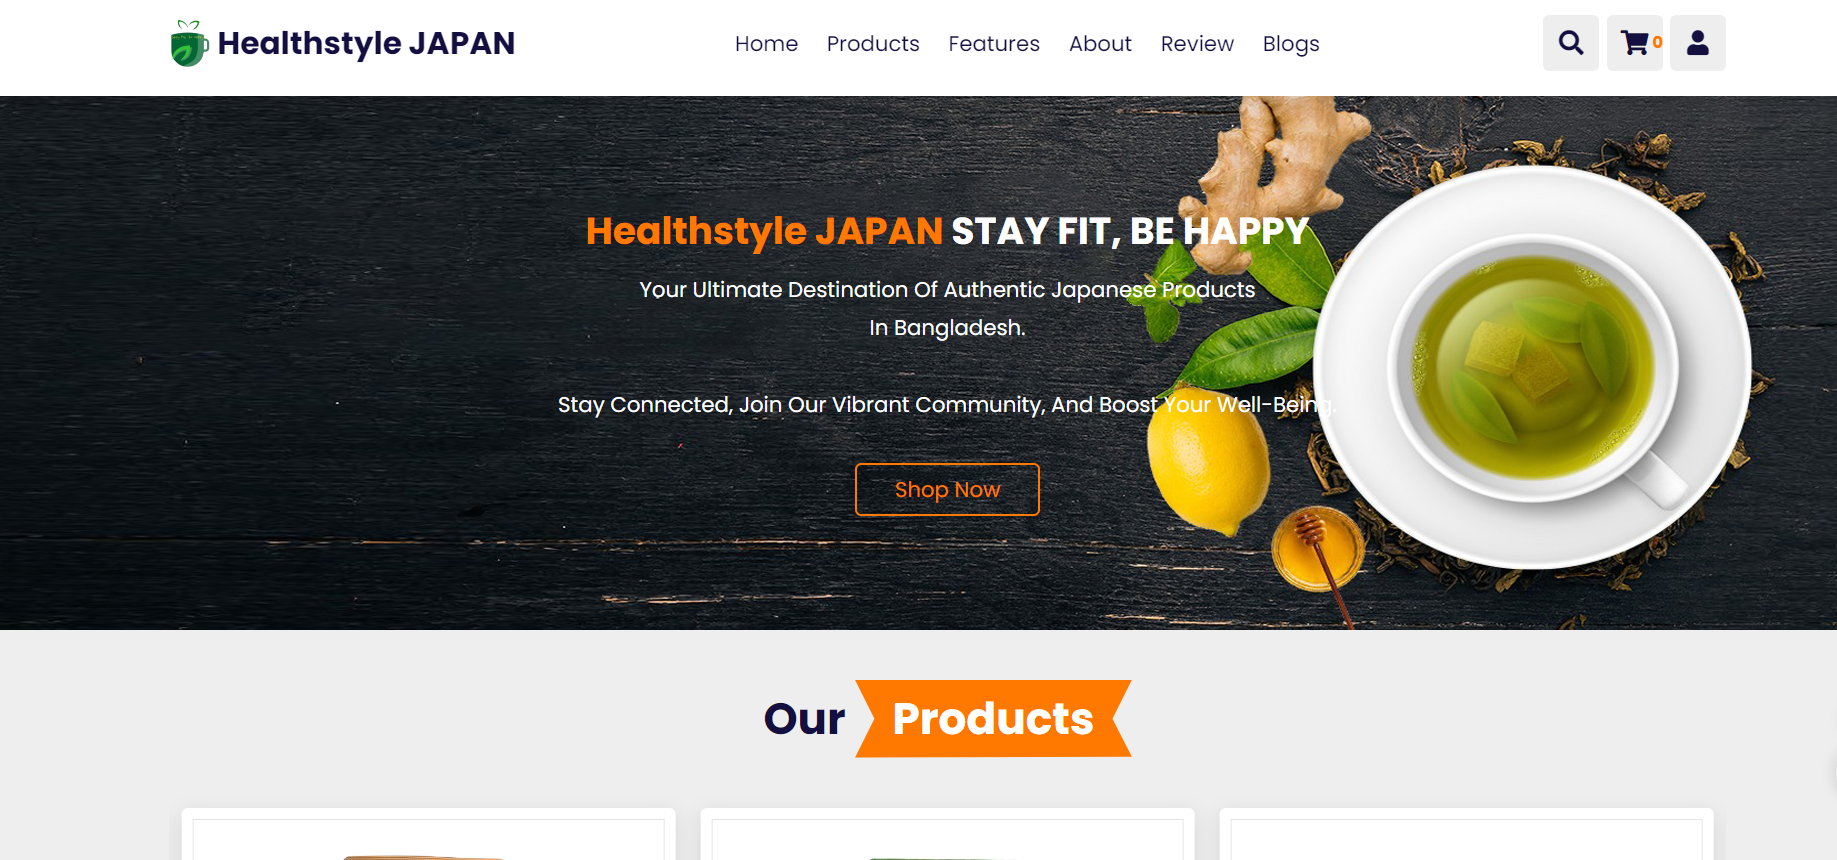 Healthstyle JAPAN
Home Products Features About Review Blogs
0
Healthstyle JAPAN STAY FIT, BE HAPPY
Your Ultimate Destination Of Authentic Japanese Products
In Bangladesh.
Stay Connected, Join Our Vibrant Community, And Boost Your Well-Being.
Shop Now
Our Products